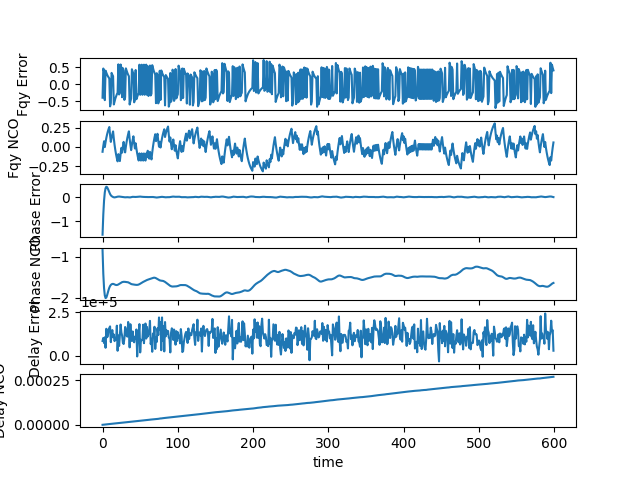 Fqy Error
0.5
0.0
−0.5
Fqy NCO
0.25
0.00
−0.25
Phase Error
0
−1
Phase NCO
−1
−2
1e+5
Delay Error
2.5
0.0
Delay NCO
0.00025
0.00000
0 100 200 300 400 500 600
time